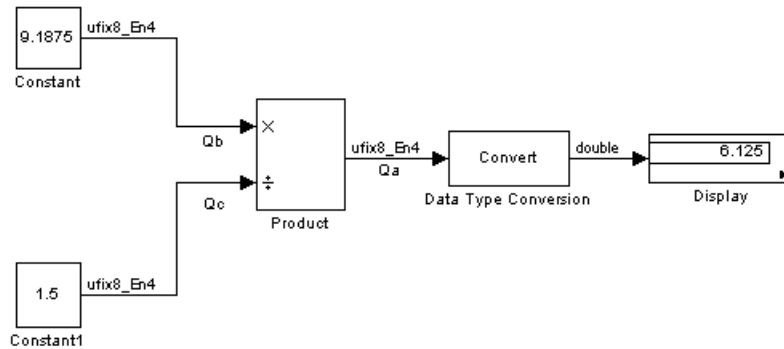 9.1875
ufix8_En4
Constant
Qb
×
÷
Qc
Product
ufix8_En4
Qa
Convert
Data Type Conversion
double
6.125
Display
1.5
ufix8_En4
Constant1